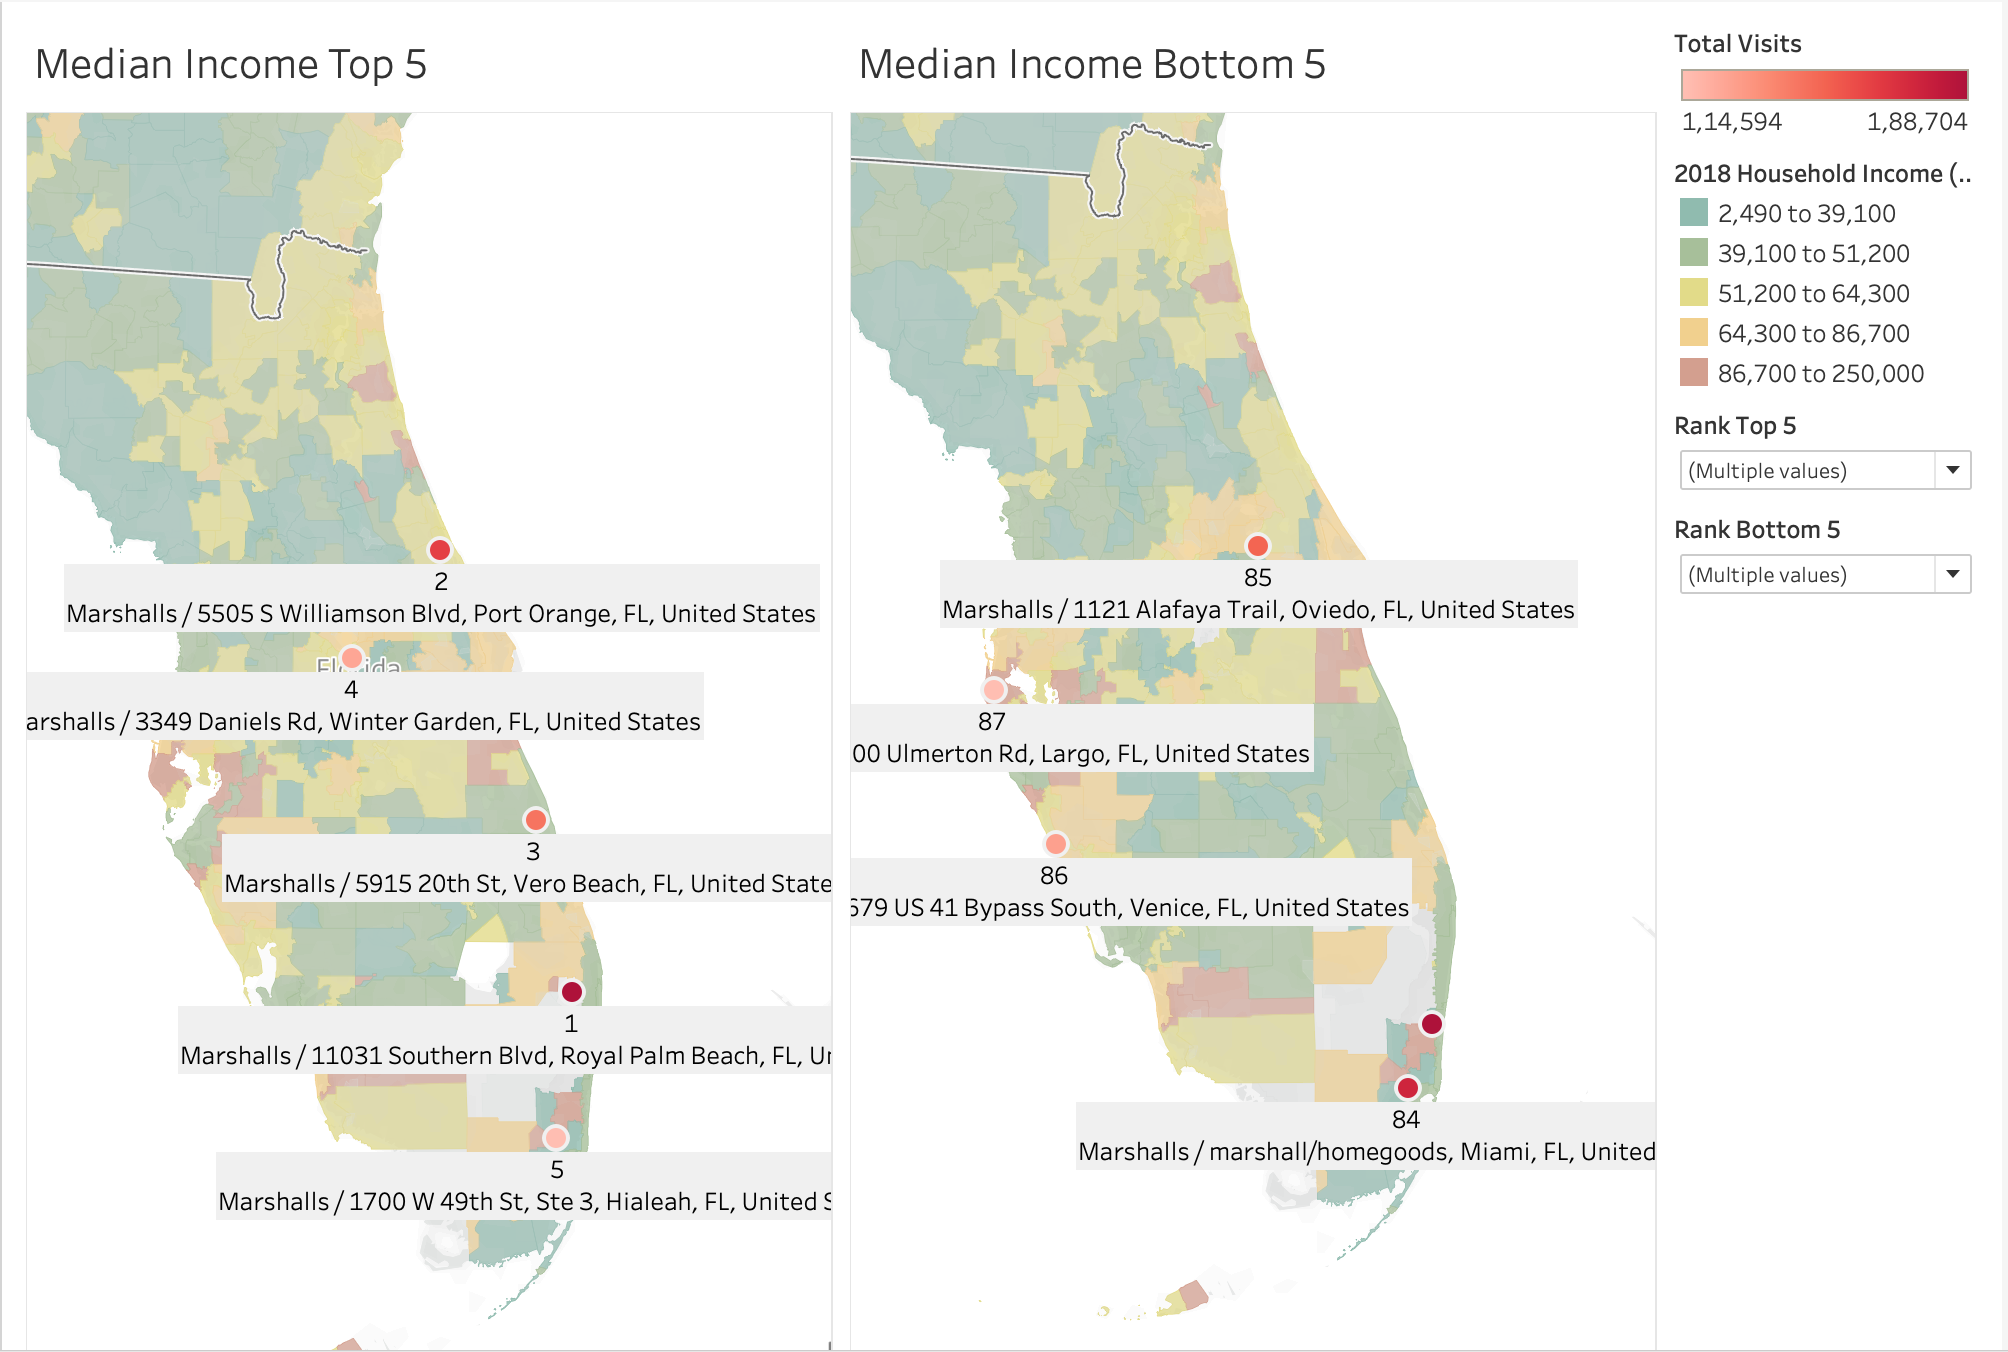 Median Income Top 5
Florida
2
Marshalls / 5505 S Williamson Blvd, Port Orange, FL, United States
4
arshalls / 3349 Daniels Rd, Winter Garden, FL, United States
3
Marshalls / 5915 20th St, Vero Beach, FL, United State
1
Marshalls / 11031 Southern Blvd, Royal Palm Beach, FL, Un
5
Marshalls / 1700 W 49th St, Ste 3, Hialeah, FL, United S
Median Income Bottom 5
85
Marshalls / 1121 Alafaya Trail, Oviedo, FL, United States
87
00 Ulmerton Rd, Largo, FL, United States
86
679 US 41 Bypass South, Venice, FL, United States
84
Marshalls / marshall/homegoods, Miami, FL, United
Total Visits
1,14,594 1,88,704
2018 Household Income (..
2,490 to 39,100
39,100 to 51,200
51,200 to 64,300
64,300 to 86,700
86,700 to 250,000
Rank Top 5
(Multiple values)
Rank Bottom 5
(Multiple values)